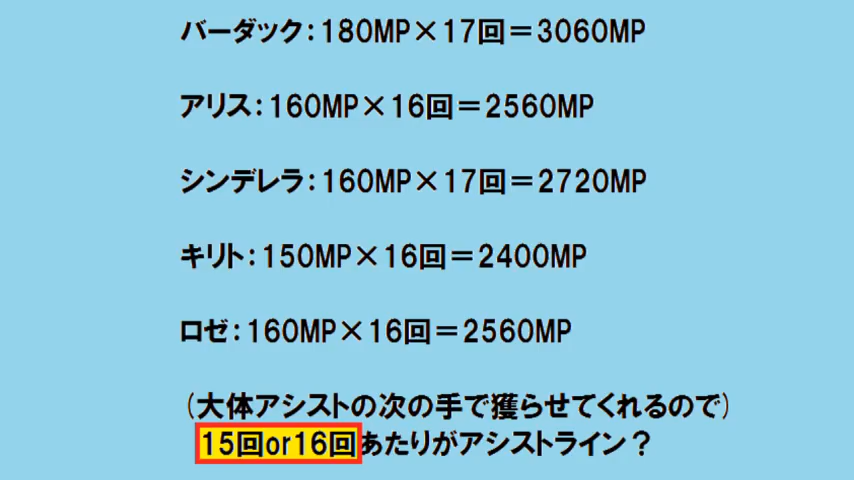 バーダック：180MP×17回＝3060MP
アリス：160MP×16回＝2560MP
シンデレラ：160MP×17回＝2720MP
キリト：150MP×16回＝2400MP
ロゼ：160MP×16回＝2560MP
（大体アシストの次の手で獲らせてくれるので）
15回or16回あたりがアシストライン？